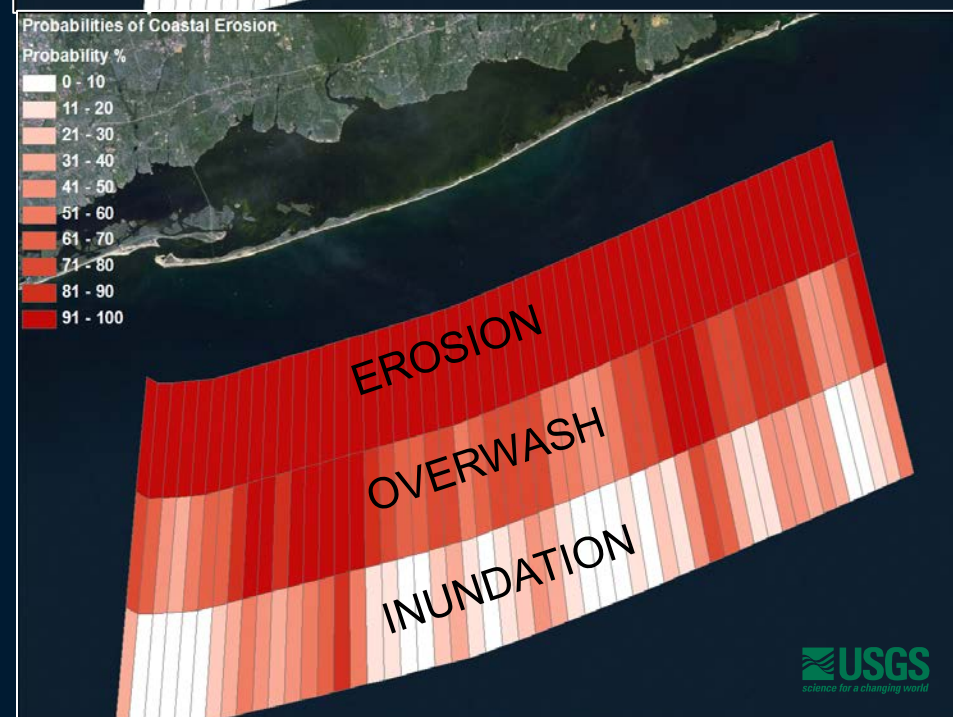 Probabilities of Coastal Erosion
Probability %
0 - 10
11 - 20
21 - 30
31 - 40
41 - 50
51 - 60
61 - 70
71 - 80
81 - 90
91 - 100
EROSION
OVERWASH
INUNDATION
USGS
science for a changing world